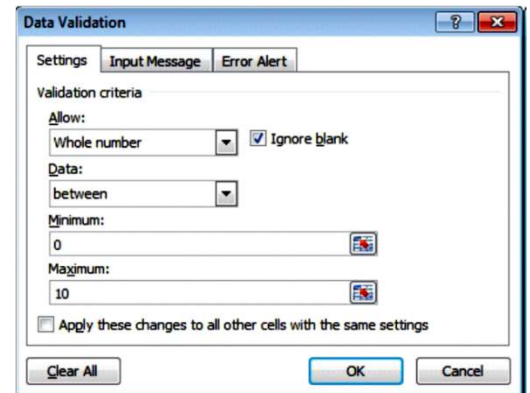 Data Validation
Settings Input Message Error Alert
Validation criteria
Allow:
Whole number Ignore blank
Data:
between
Minimum:
0
Maximum:
10
Apply these changes to all other cells with the same settings
Clear All OK Cancel